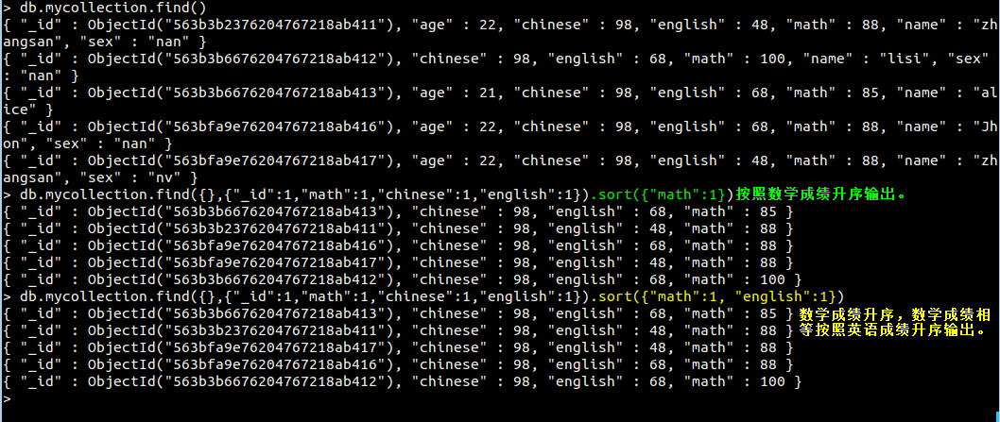 > db.mycollection.find()
{ "_id" : ObjectId("563b3b2376204767218ab411"), "age" : 22, "chinese" : 98, "english" : 48, "math" : 88, "name" : "zh
angsan", "sex" : "nan" }
{ "_id" : ObjectId("563b3b6676204767218ab412"), "chinese" : 98, "english" : 68, "math" : 100, "name" : "lisi", "sex"
: "nan" }
{ "_id" : ObjectId("563b3b6676204767218ab413"), "age" : 21, "chinese" : 98, "english" : 68, "math" : 85, "name" : "al
ice" }
{ "_id" : ObjectId("563bfa9e76204767218ab416"), "age" : 22, "chinese" : 98, "english" : 68, "math" : 88, "name" : "Jh
on", "sex" : "nan" }
{ "_id" : ObjectId("563bfa9e76204767218ab417"), "age" : 22, "chinese" : 98, "english" : 48, "math" : 88, "name" : "zh
angsan", "sex" : "nv" }
> db.mycollection.find({},{"_id":1,"math":1,"chinese":1,"english":1}).sort({"math":1})按照数学成绩升序输出。
{ "_id" : ObjectId("563b3b6676204767218ab413"), "chinese" : 98, "english" : 68, "math" : 85 }
{ "_id" : ObjectId("563b3b2376204767218ab411"), "chinese" : 98, "english" : 48, "math" : 88 }
{ "_id" : ObjectId("563bfa9e76204767218ab416"), "chinese" : 98, "english" : 68, "math" : 88 }
{ "_id" : ObjectId("563bfa9e76204767218ab417"), "chinese" : 98, "english" : 48, "math" : 88 }
{ "_id" : ObjectId("563b3b6676204767218ab412"), "chinese" : 98, "english" : 68, "math" : 100 }
> db.mycollection.find({},{"_id":1,"math":1,"chinese":1,"english":1}).sort({"math":1, "english":1})
{ "_id" : ObjectId("563b3b6676204767218ab413"), "chinese" : 98, "english" : 68, "math" : 85 } 数学成绩升序，数学成绩相
{ "_id" : ObjectId("563b3b2376204767218ab411"), "chinese" : 98, "english" : 48, "math" : 88 } 等按照英语成绩升序输出。
{ "_id" : ObjectId("563bfa9e76204767218ab417"), "chinese" : 98, "english" : 48, "math" : 88 }
{ "_id" : ObjectId("563bfa9e76204767218ab416"), "chinese" : 98, "english" : 68, "math" : 88 }
{ "_id" : ObjectId("563b3b6676204767218ab412"), "chinese" : 98, "english" : 68, "math" : 100 }
>